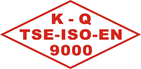 K - Q
TSE-ISO-EN
9000